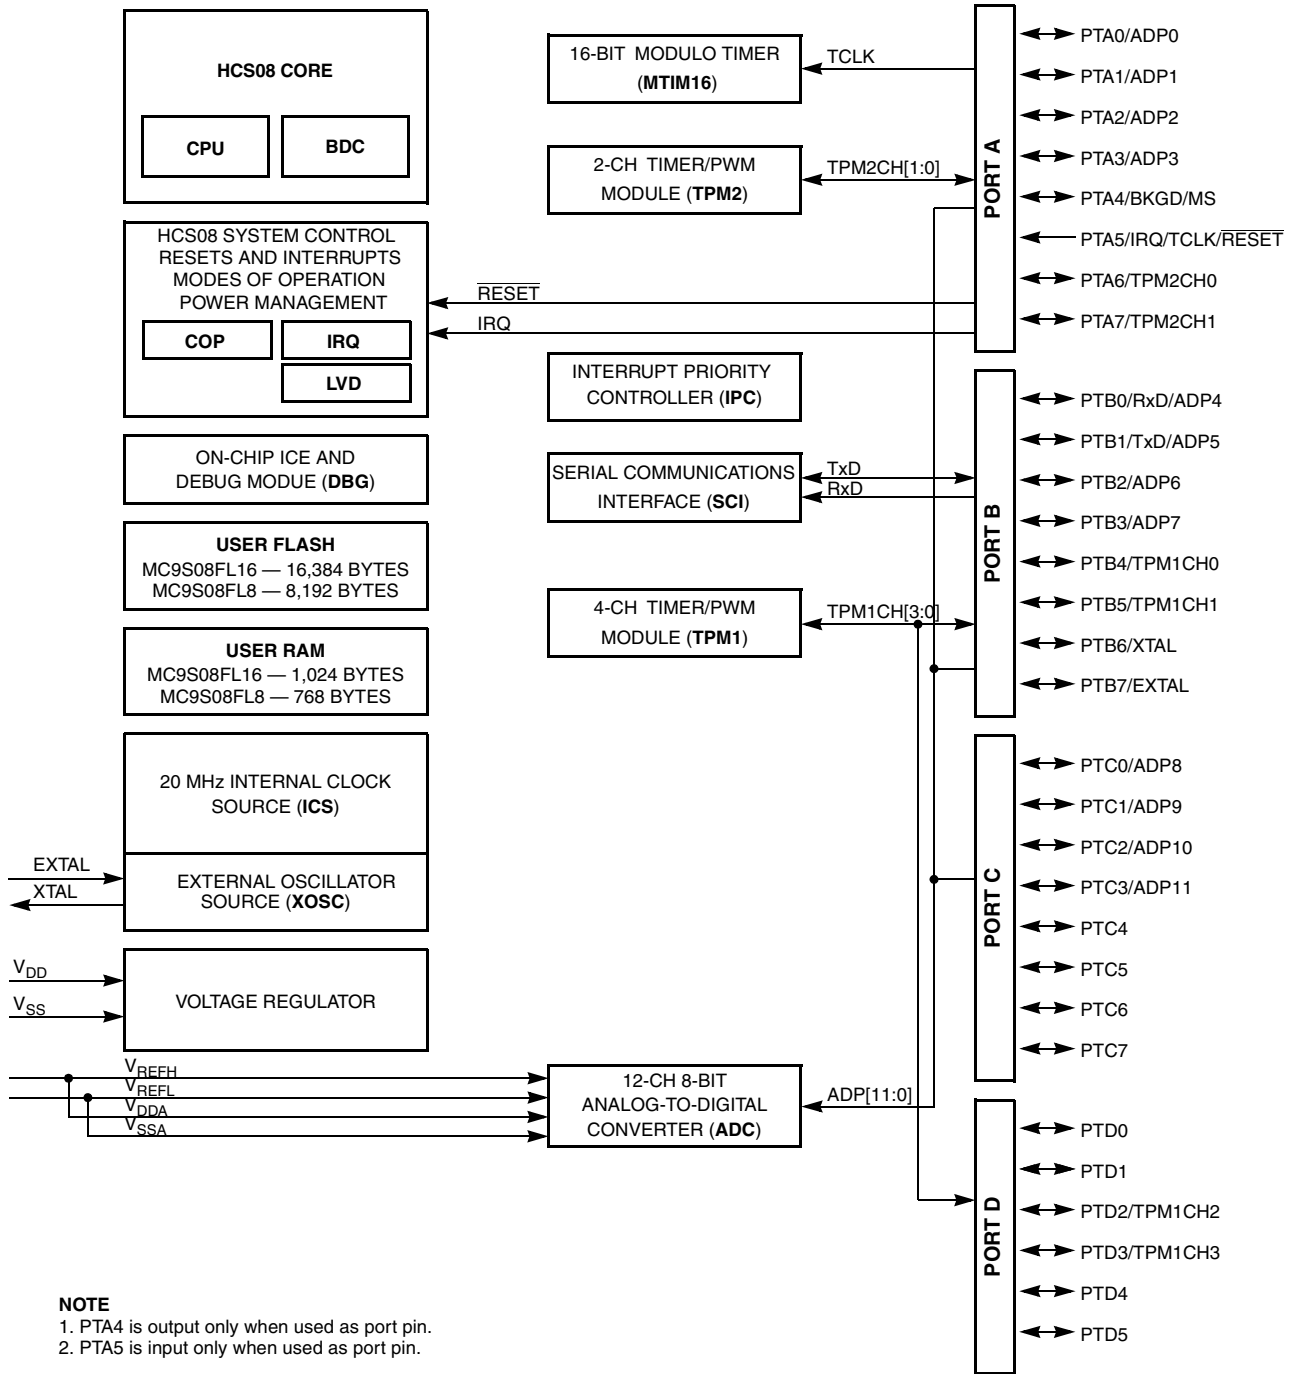 HCS08 CORE
CPU
BDC
HCS08 SYSTEM CONTROL
RESETS AND INTERRUPTS
MODES OF OPERATION
POWER MANAGEMENT
COP
IRQ
LVD
ON-CHIP ICE AND
DEBUG MODUE (DBG)
USER FLASH
MC9S08FL16 — 16,384 BYTES
MC9S08FL8 — 8,192 BYTES
USER RAM
MC9S08FL16 — 1,024 BYTES
MC9S08FL8 — 768 BYTES
20 MHz INTERNAL CLOCK
SOURCE (ICS)
EXTERNAL OSCILLATOR
SOURCE (XOSC)
EXTAL
XTAL
VOLTAGE REGULATOR
VDD
VSS
VREFH
VREFL
VDDA
VSSA
16-BIT MODULO TIMER
(MTIM16)
TCLK
2-CH TIMER/PWM
MODULE (TPM2)
TPM2CH[1:0]
RESET
IRQ
INTERRUPT PRIORITY
CONTROLLER (IPC)
SERIAL COMMUNICATIONS
INTERFACE (SCI)
TxD
RxD
4-CH TIMER/PWM
MODULE (TPM1)
TPM1CH[3:0]
12-CH 8-BIT
ANALOG-TO-DIGITAL
CONVERTER (ADC)
ADP[11:0]
PORT A
PTA0/ADP0
PTA1/ADP1
PTA2/ADP2
PTA3/ADP3
PTA4/BKGD/MS
PTA5/IRQ/TCLK/RESET
PTA6/TPM2CH0
PTA7/TPM2CH1
PORT B
PTB0/RxD/ADP4
PTB1/TxD/ADP5
PTB2/ADP6
PTB3/ADP7
PTB4/TPM1CH0
PTB5/TPM1CH1
PTB6/XTAL
PTB7/EXTAL
PORT C
PTC0/ADP8
PTC1/ADP9
PTC2/ADP10
PTC3/ADP11
PTC4
PTC5
PTC6
PTC7
PORT D
PTD0
PTD1
PTD2/TPM1CH2
PTD3/TPM1CH3
PTD4
PTD5
NOTE
1. PTA4 is output only when used as port pin.
2. PTA5 is input only when used as port pin.